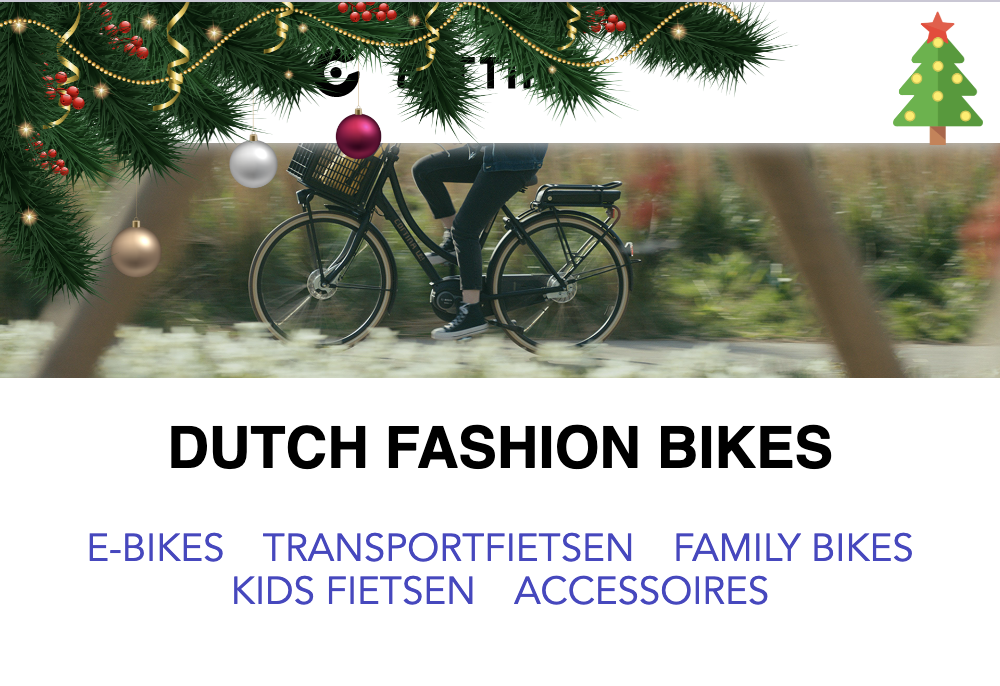 DUTCH FASHION BIKES
E-BIKES TRANSPORTFIETSEN FAMILY BIKES
KIDS FIETSEN ACCESSOIRES